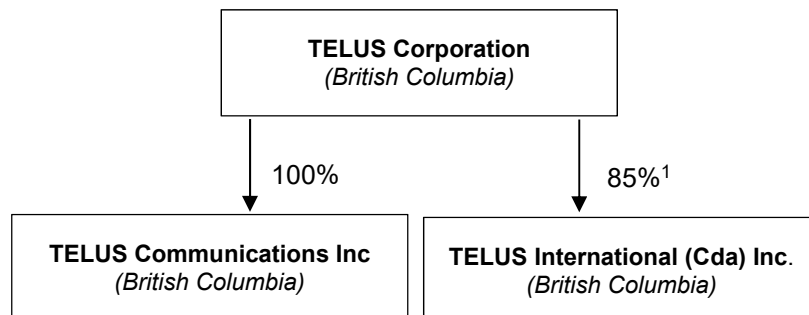 TELUS Corporation
(British Columbia)
100%
85%¹
TELUS Communications Inc
(British Columbia)
TELUS International (Cda) Inc.
(British Columbia)